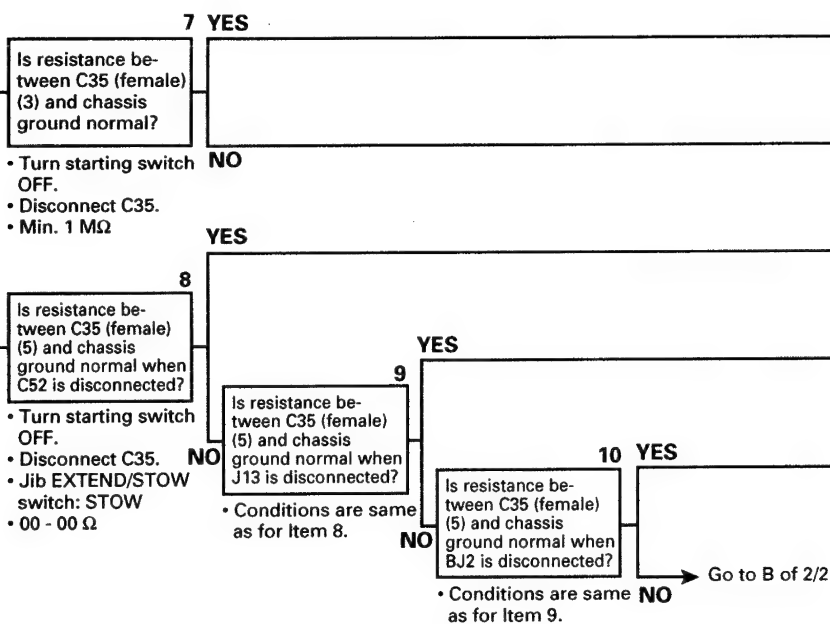 7 YES
Is resistance be-
tween C35 (female)
(3) and chassis
ground normal?
• Turn starting switch
OFF.
• Disconnect C35.
• Min. 1 MΩ
NO
YES
8
Is resistance be-
tween C35 (female)
(5) and chassis
ground normal when
C52 is disconnected?
• Turn starting switch
OFF.
• Disconnect C35.
• Jib EXTEND/STOW
switch: STOW
• 00 - 00 Ω
NO
YES
9
Is resistance be-
tween C35 (female)
(5) and chassis
ground normal when
J13 is disconnected?
• Conditions are same
as for Item 8.
NO
10 YES
Is resistance be-
tween C35 (female)
(5) and chassis
ground normal when
BJ2 is disconnected?
• Conditions are same
as for Item 9.
NO
Go to B of 2/2